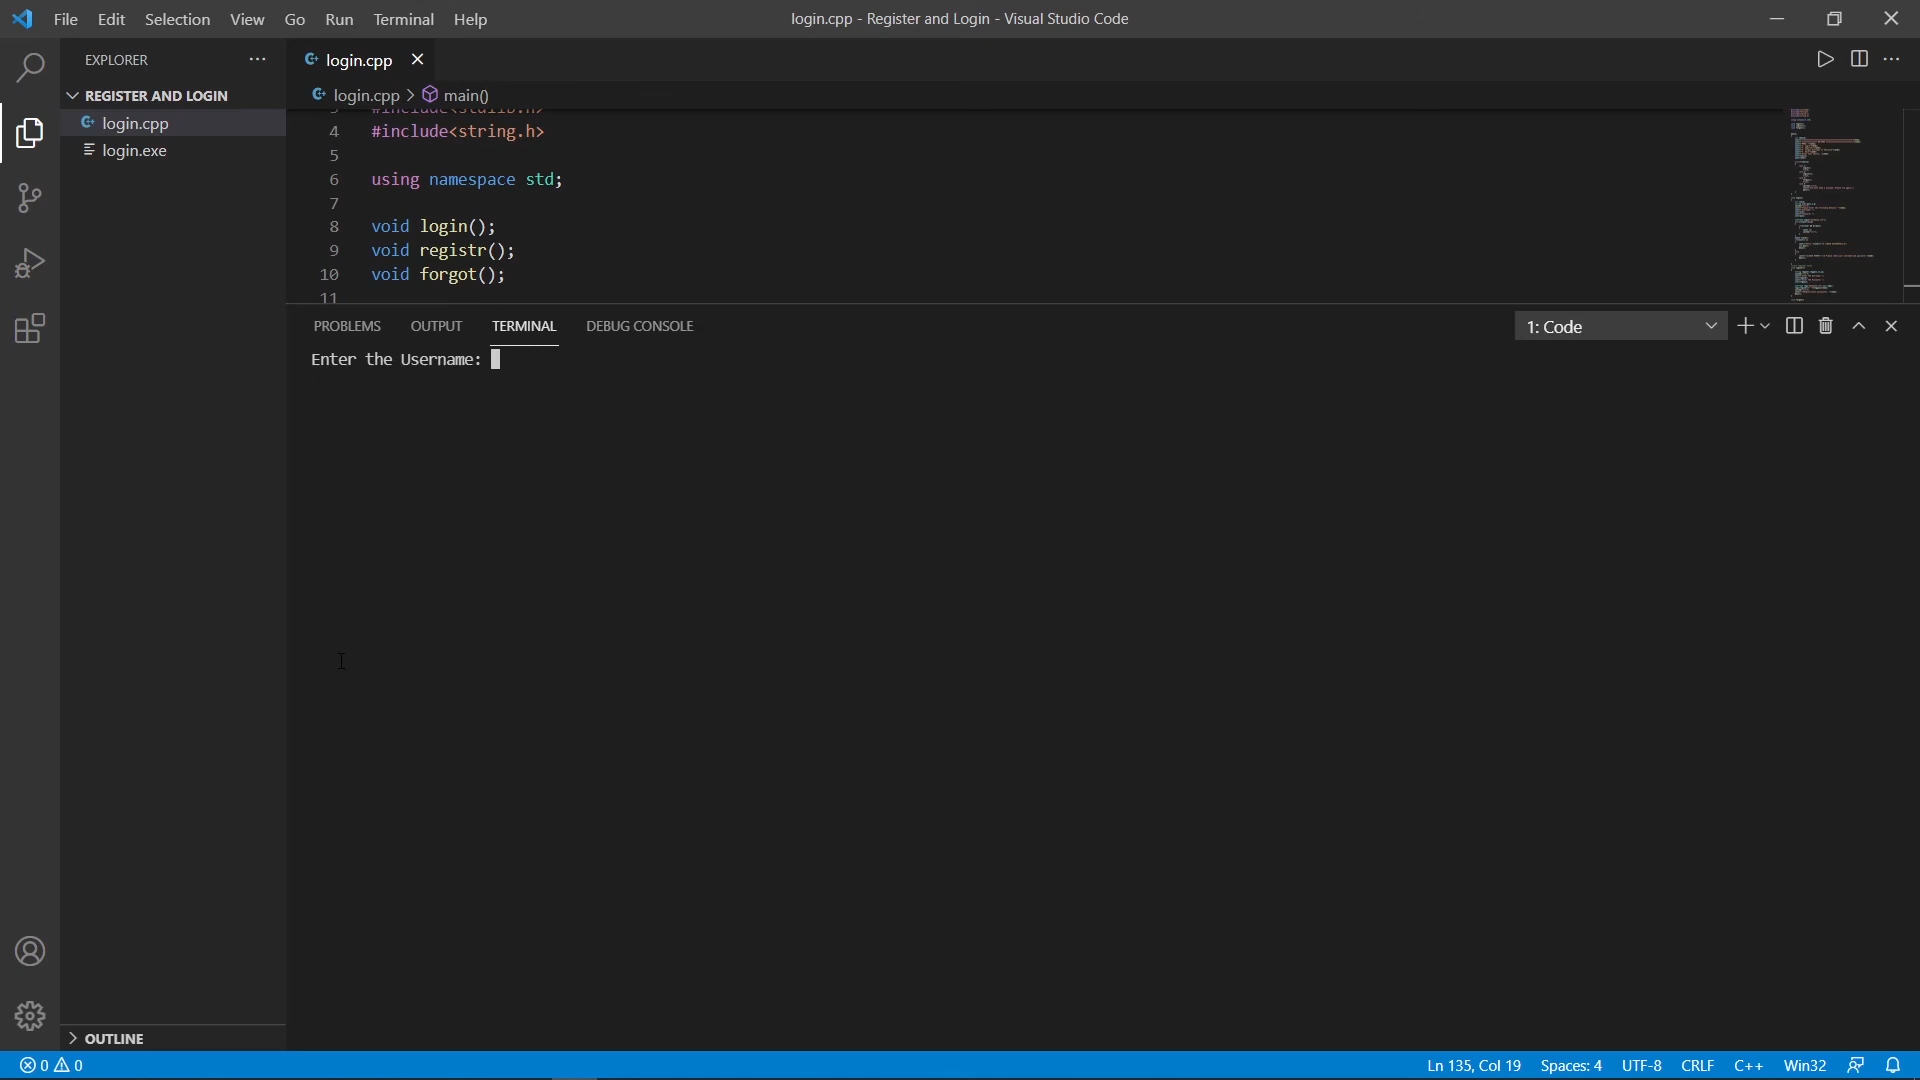 File Edit Selection View Go Run Terminal Help
login.cpp - Register and Login - Visual Studio Code
EXPLORER
login.cpp
REGISTER AND LOGIN
login.cpp > main()
login.cpp
login.exe
4 #include<string.h>
5
6 using namespace std;
7
8 void login();
9 void registr();
10 void forgot();
11
PROBLEMS OUTPUT TERMINAL DEBUG CONSOLE
1: Code
Enter the Username:
OUTLINE
0 0
Ln 135, Col 19 Spaces: 4 UTF-8 CRLF C++ Win32